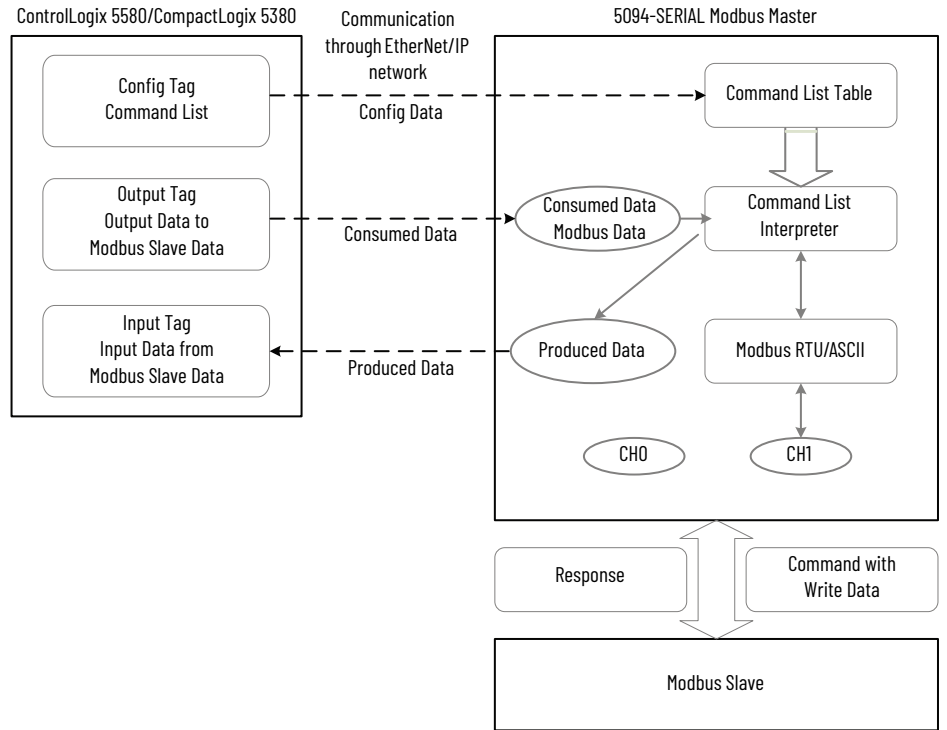 ControlLogix 5580/CompactLogix 5380
Communication
through EtherNet/IP
network
5094-SERIAL Modbus Master
Config Tag
Command List
Config Data
Command List Table
Output Tag
Output Data to
Modbus Slave Data
Consumed Data
Consumed Data
Modbus Data
Command List
Interpreter
Input Tag
Input Data from
Modbus Slave Data
Produced Data
Produced Data
Modbus RTU/ASCII
CH0
CH1
Response
Command with
Write Data
Modbus Slave